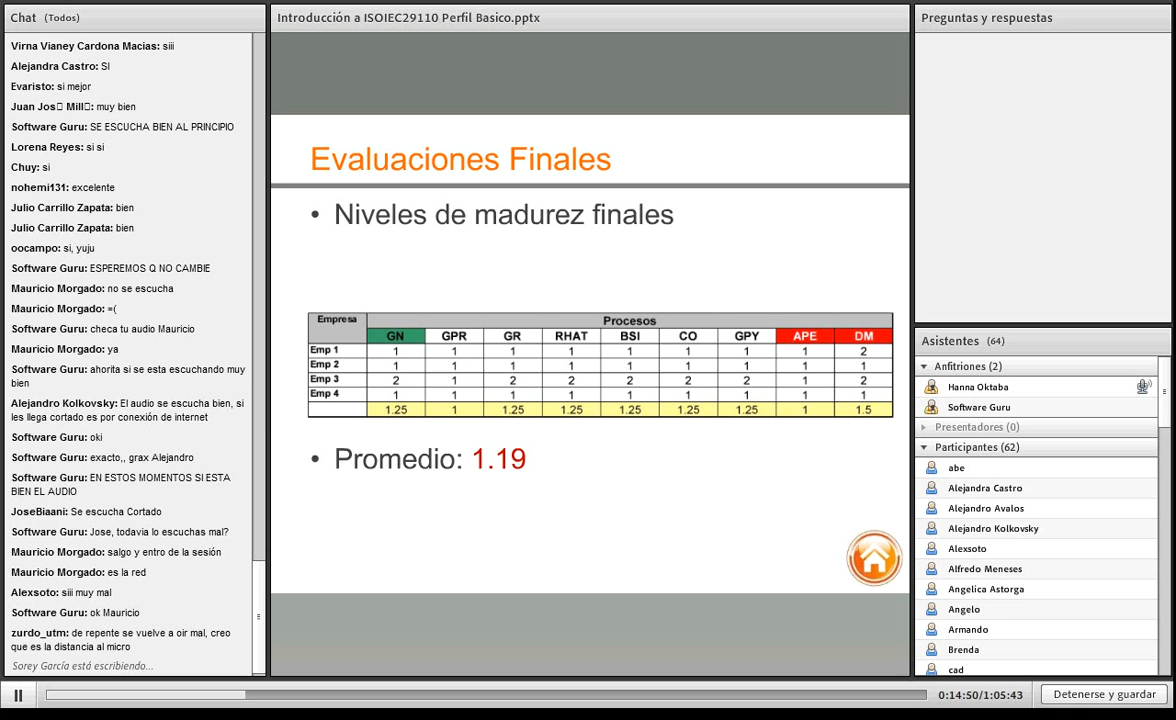 Chat (Todos)
Virna Vianey Cardona Macias: siii
Alejandra Castro: SI
Evaristo: si mejor
Juan Jos▯ Mill▯: muy bien
Software Guru: SE ESCUCHA BIEN AL PRINCIPIO
Lorena Reyes: si si
Chuy: si
nohemi131: excelente
Julio Carrillo Zapata: bien
Julio Carrillo Zapata: bien
oocampo: si, yuju
Software Guru: ESPEREMOS Q NO CAMBIE
Mauricio Morgado: no se escucha
Mauricio Morgado: =(
Software Guru: checa tu audio Mauricio
Mauricio Morgado: ya
Software Guru: ahorita si se esta escuchando muy
bien
Alejandro Kolkovsky: El audio se escucha bien, si
les llega cortado es por conexión de internet
Software Guru: oki
Software Guru: exacto,, grax Alejandro
Software Guru: EN ESTOS MOMENTOS SI ESTA
BIEN EL AUDIO
JoseBiaani: Se escucha Cortado
Software Guru: Jose, todavia lo escuchas mal?
Mauricio Morgado: salgo y entro de la sesión
Mauricio Morgado: es la red
Alexsoto: siii muy mal
Software Guru: ok Mauricio
zurdo_utm: de repente se vuelve a oir mal, creo
que es la distancia al micro
Sorey García está escribiendo...
Introducción a ISOIEC29110 Perfil Basico.pptx
Evaluaciones Finales
• Niveles de madurez finales
Empresa Procesos
GN GPR GR RHAT BSI CO GPY APE DM
Emp 1 1 1 1 1 1 1 1 1 2
Emp 2 1 1 1 1 1 1 1 1 1
Emp 3 2 1 2 2 2 2 2 1 2
Emp 4 1 1 1 1 1 1 1 1 1
1.25 1 1.25 1.25 1.25 1.25 1.25 1 1.5
• Promedio: 1.19
Preguntas y respuestas
Asistentes (64)
Anfitriones (2)
Hanna Oktaba
Software Guru
Presentadores (0)
Participantes (62)
abe
Alejandra Castro
Alejandro Avalos
Alejandro Kolkovsky
Alexsoto
Alfredo Meneses
Angelica Astorga
Angelo
Armando
Brenda
cad
0:14:50/1:05:43
Detenerse y guardar